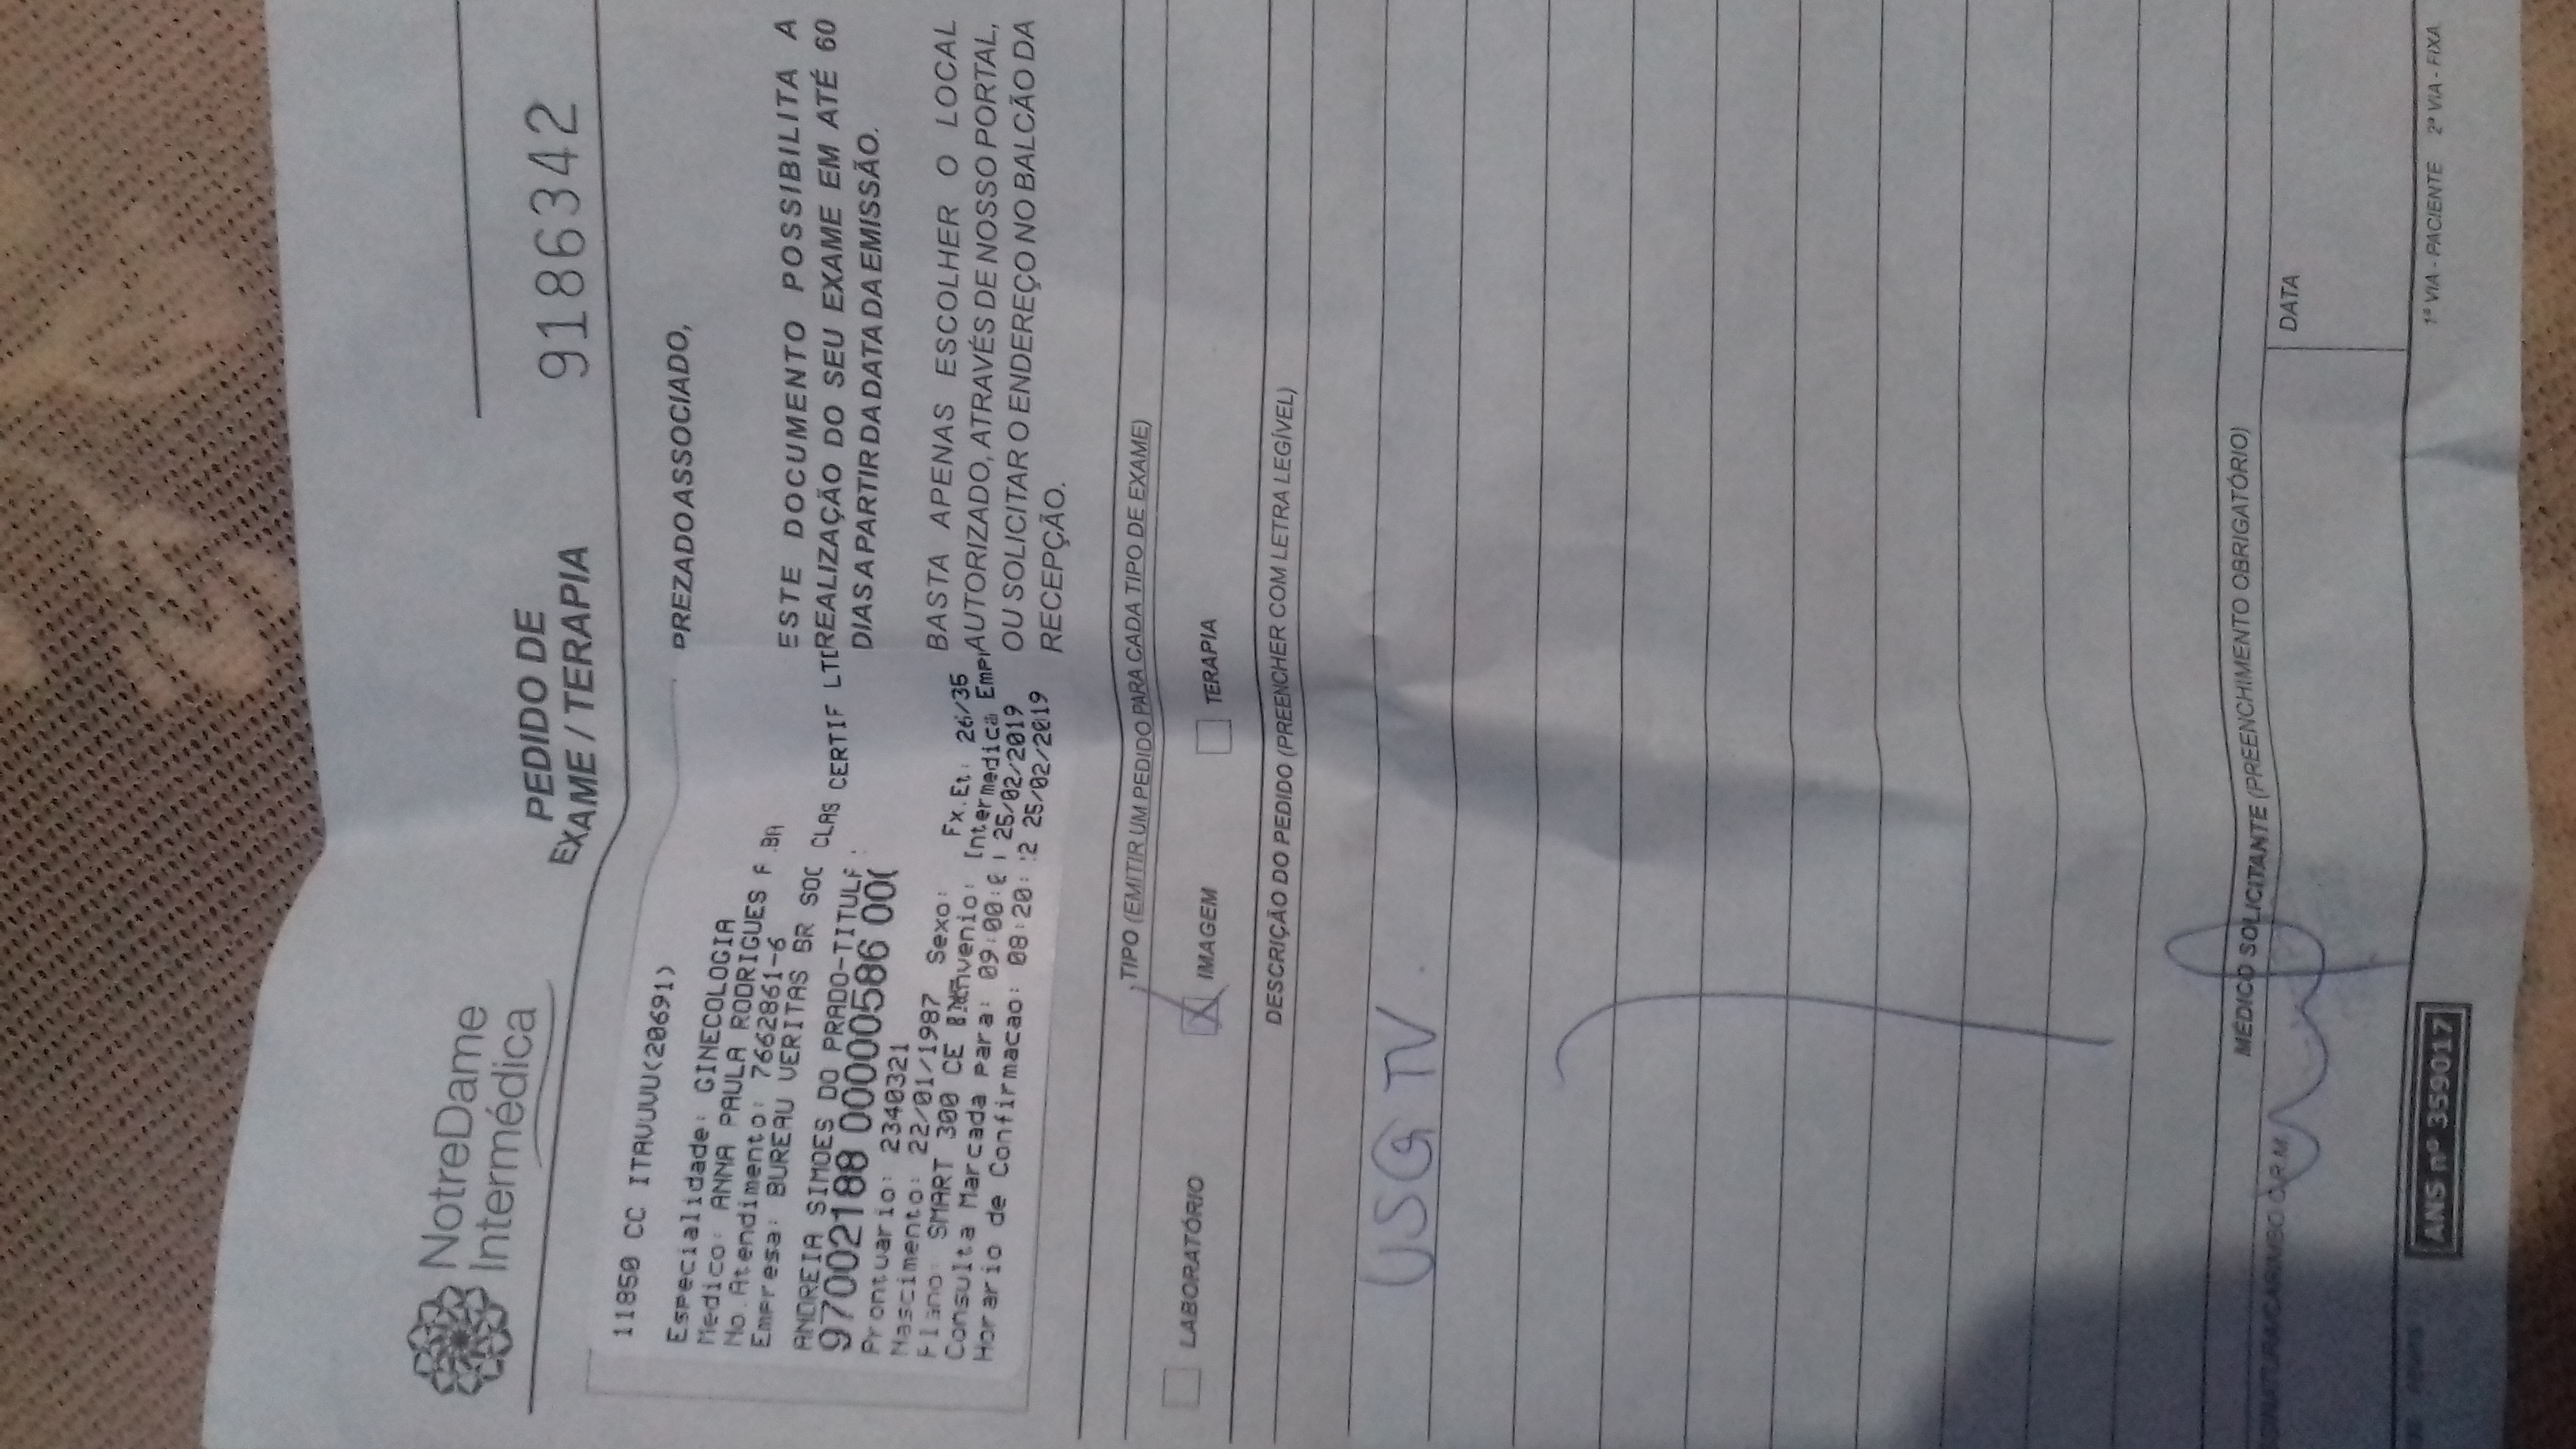 NotreDame
Intermédica
PEDIDO DE
EXAME / TERAPIA
9186342
11850 CC ITAVUVU(20691)
Especialidade: GINECOLOGIA
Medico: ANNA PAULA RODRIGUES F .BA
No.Atendimento: 7662861-6
Empresa: BUREAU VERITAS BR SOC CLAS CERTIF LTD
ANDREIA SIMOES DO PRADO-TITULA
97002188 00000586 00(
Prontuario: 2340321
Nascimento: 22/01/1987 Sexo: Fx.Et: 26/35
Plano: SMART 300 CE Intermedica Empr
Consulta Marcada para: 09:00: 25/02/2019
Horario de Confirmacao: 08:20: 2 25/02/2019
PREZADO ASSOCIADO,
ESTE DOCUMENTO POSSIBILITA A
REALIZAÇÃO DO SEU EXAME EM ATÉ 60
DIAS A PARTIR DA DATA DA EMISSÃO.
BASTA APENAS ESCOLHER O LOCAL
AUTORIZADO, ATRAVÉS DE NOSSO PORTAL,
OU SOLICITAR O ENDEREÇO NO BALCÃO DA
RECEPÇÃO.
TIPO (EMITIR UM PEDIDO PARA CADA TIPO DE EXAME)
LABORATÓRIO IMAGEM TERAPIA
DESCRIÇÃO DO PEDIDO (PREENCHER COM LETRA LEGÍVEL)
USG TV.
MÉDICO SOLICITANTE (PREENCHIMENTO OBRIGATÓRIO)
SSINATURA/CARIMBO C.R.M.
DATA
ANS nº 359017
1ª VIA - PACIENTE 2ª VIA - FIXA